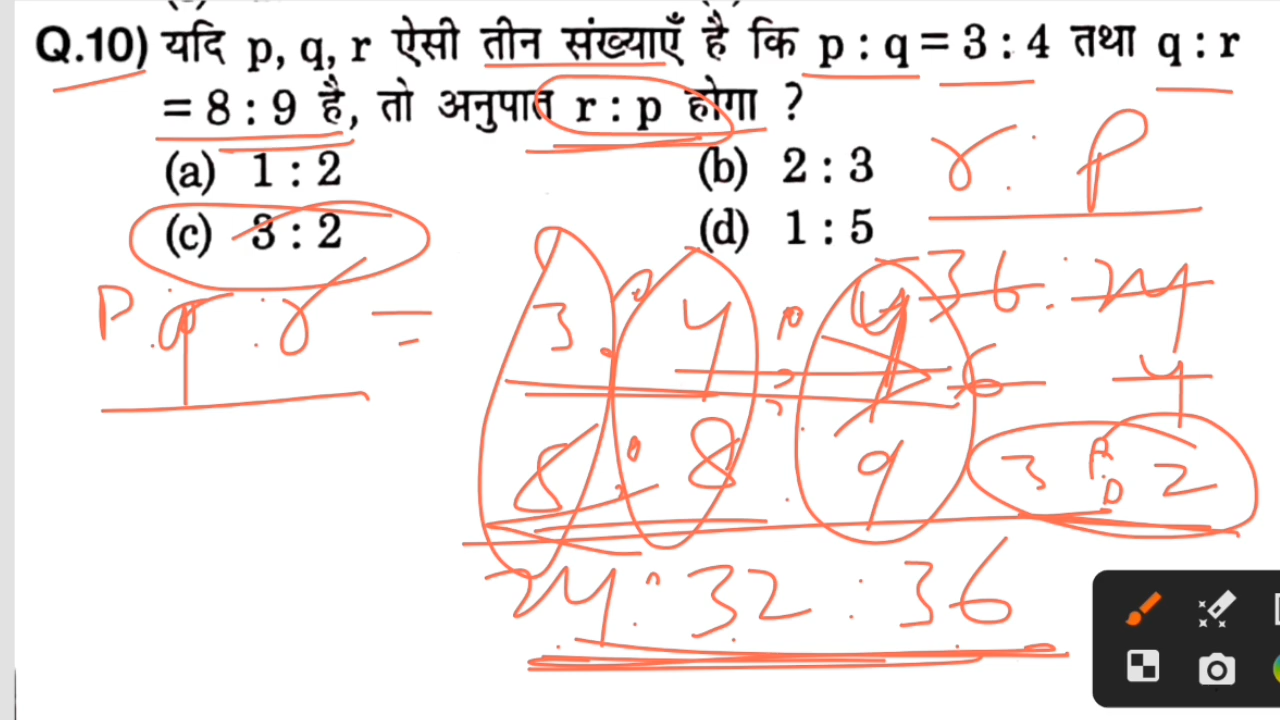 Q.10) यदि p, q, r ऐसी तीन संख्याएँ है कि p : q = 3 : 4 तथा q : r
= 8 : 9 है, तो अनुपात r : p होगा ?
(a) 1 : 2
(b) 2 : 3
(c) 3 : 2
(d) 1 : 5
r : p
P : q : r =
3 : 4 : 4
8 : 8 : 9
36 : 24
6 4
3 : 2
24 : 32 : 36